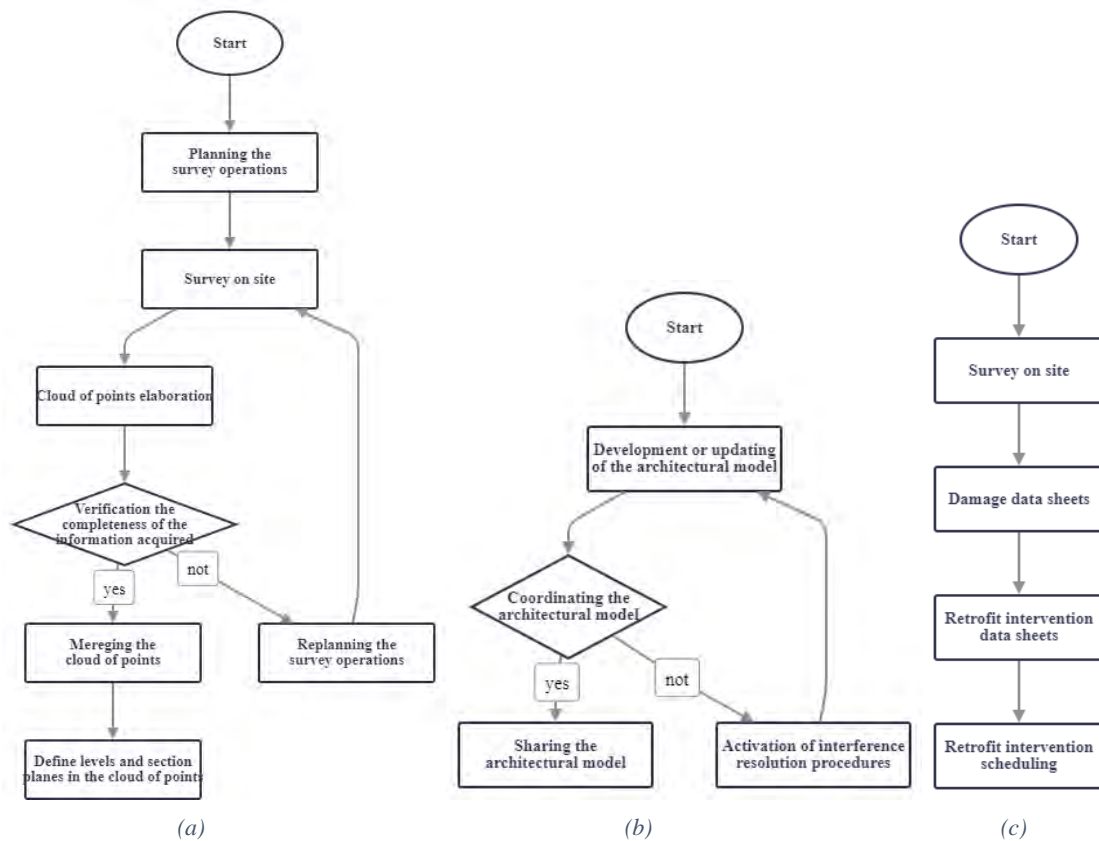 Start
Planning the
survey operations
Survey on site
Cloud of points elaboration
Verification the
completeness of the
information acquired
yes
not
Mereging the
cloud of points
Replanning the
survey operations
Define levels and section
planes in the cloud of points
(a)
Start
Development or updating
of the architectural model
Coordinating the
architectural model
yes
not
Sharing the
architectural model
Activation of interference
resolution procedures
(b)
Start
Survey on site
Damage data sheets
Retrofit intervention
data sheets
Retrofit intervention
scheduling
(c)